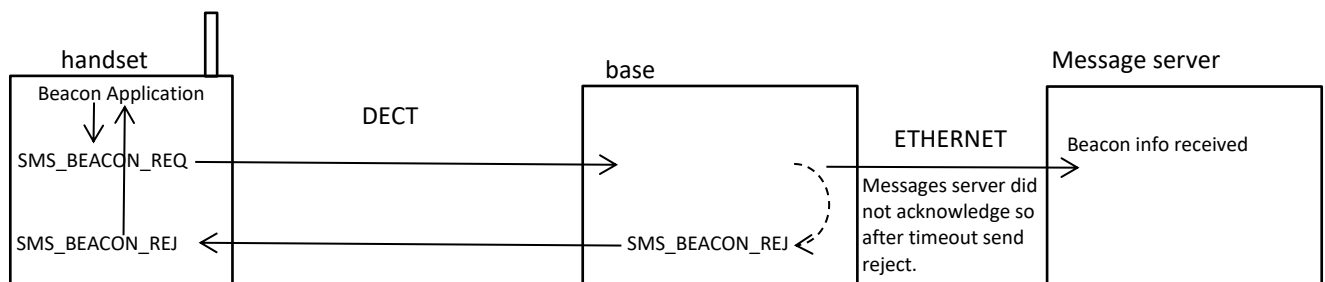 handset
base
Message server
Beacon Application
DECT
ETHERNET
SMS_BEACON_REQ
Beacon info received
Messages server did
not acknowledge so
after timeout send
reject.
SMS_BEACON_REJ
SMS_BEACON_REJ